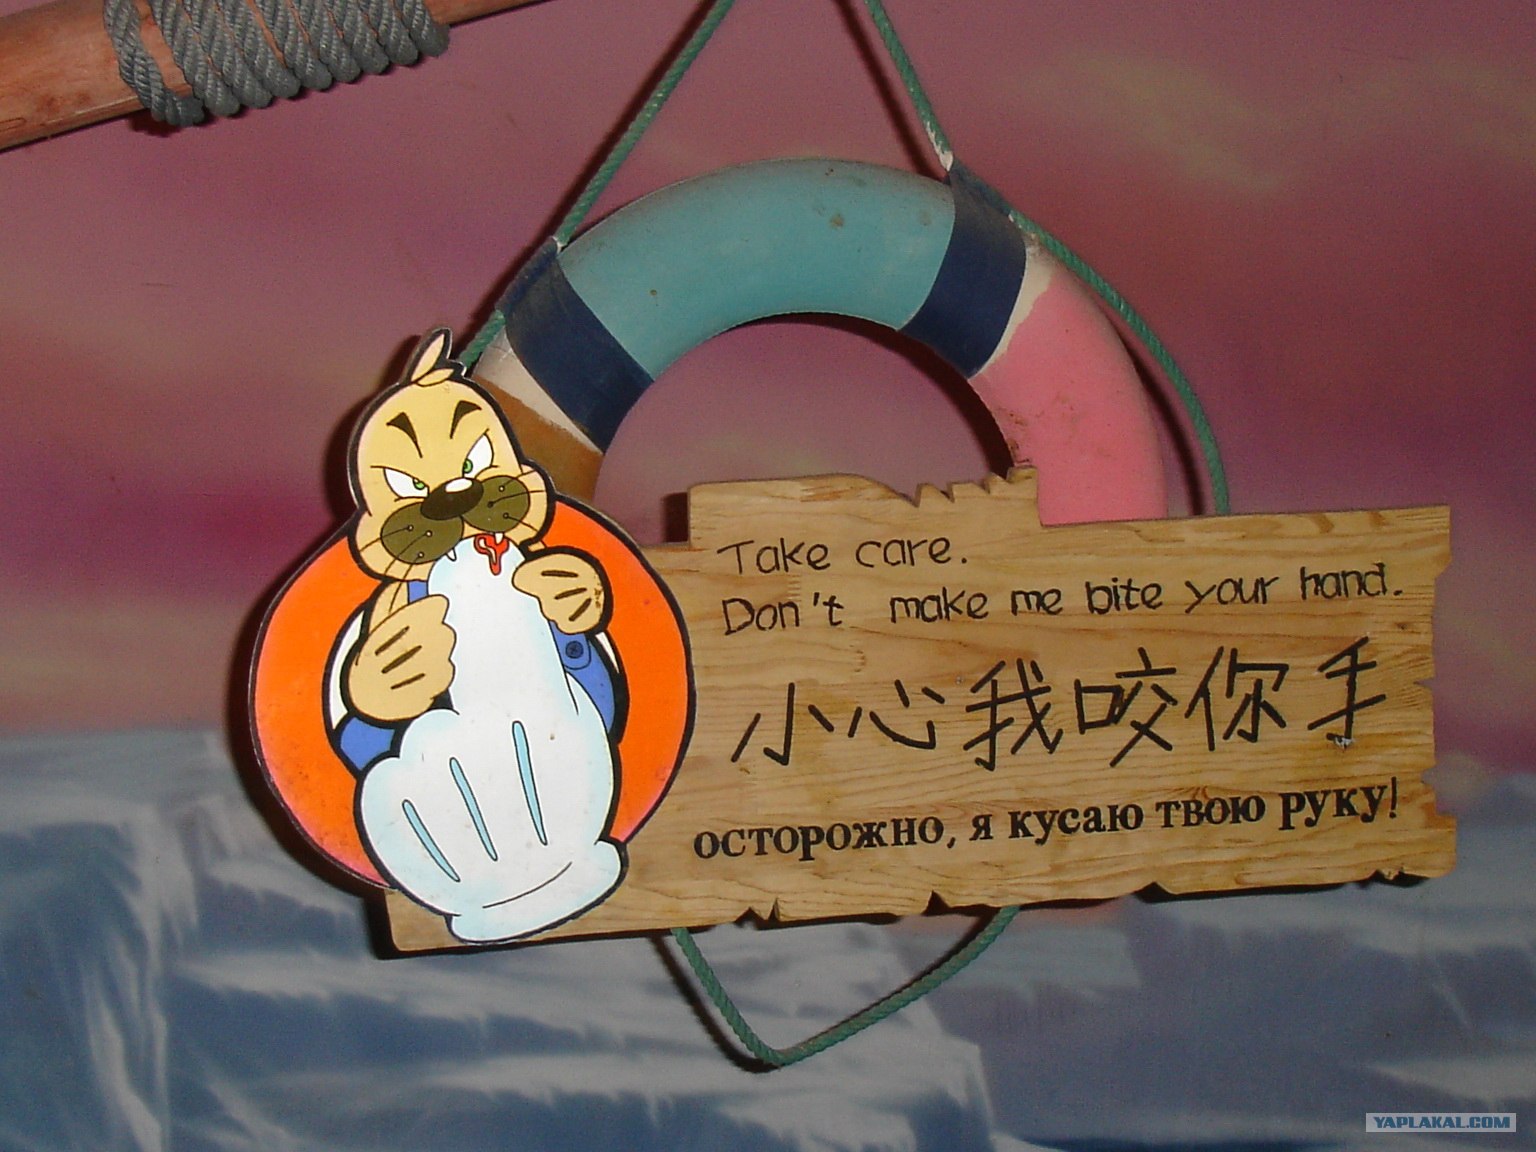 Take care.
Don't make me bite your hand.
小心我咬你手
осторожно, я кусаю твою руку!
YAPLAKAL.COM